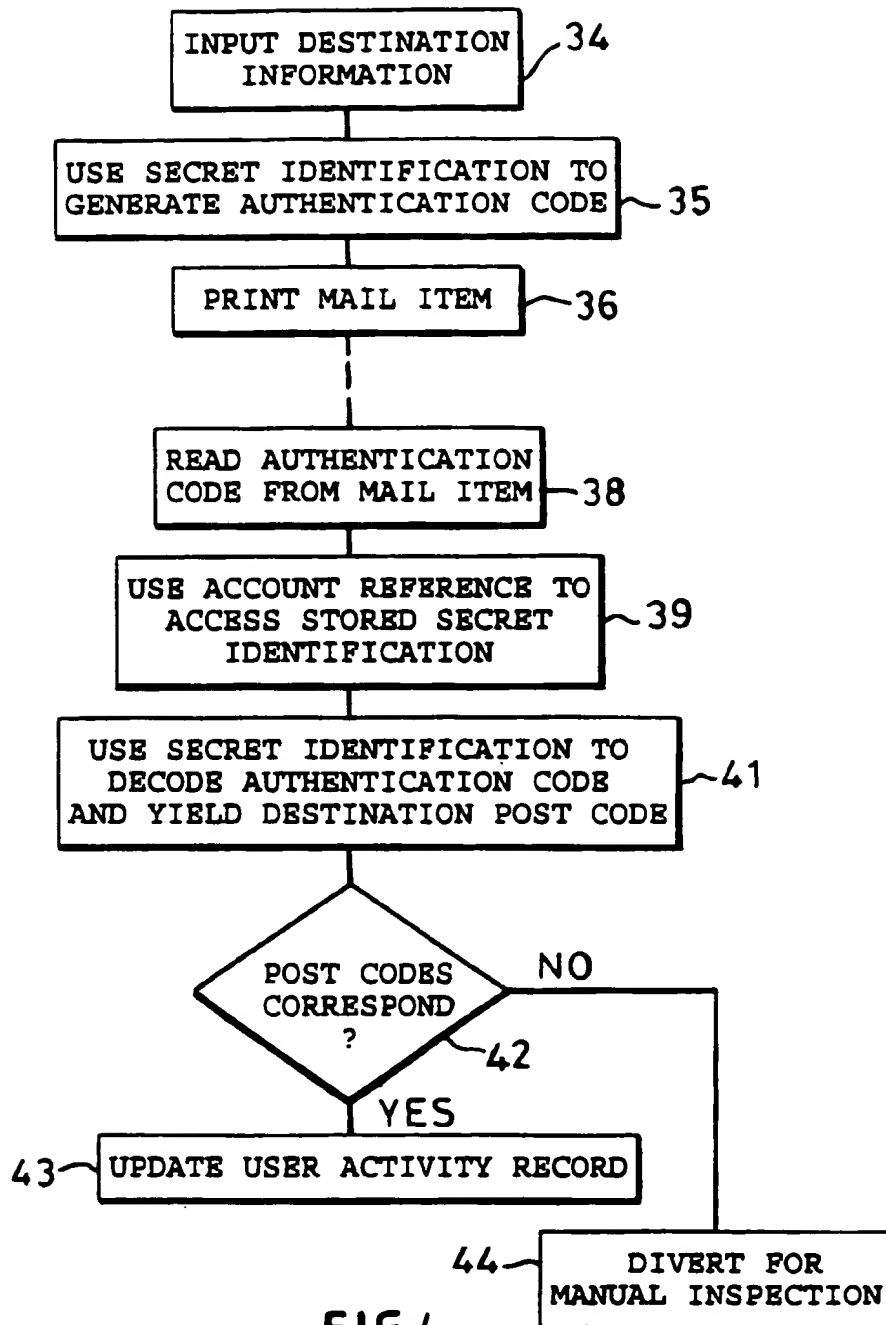 INPUT DESTINATION
INFORMATION
34
USE SECRET IDENTIFICATION TO
GENERATE AUTHENTICATION CODE
35
PRINT MAIL ITEM
36
READ AUTHENTICATION
CODE FROM MAIL ITEM
38
USE ACCOUNT REFERENCE TO
ACCESS STORED SECRET
IDENTIFICATION
39
USE SECRET IDENTIFICATION TO
DECODE AUTHENTICATION CODE
AND YIELD DESTINATION POST CODE
41
POST CODES
CORRESPOND
?
42
NO
YES
43
UPDATE USER ACTIVITY RECORD
44
DIVERT FOR
MANUAL INSPECTION